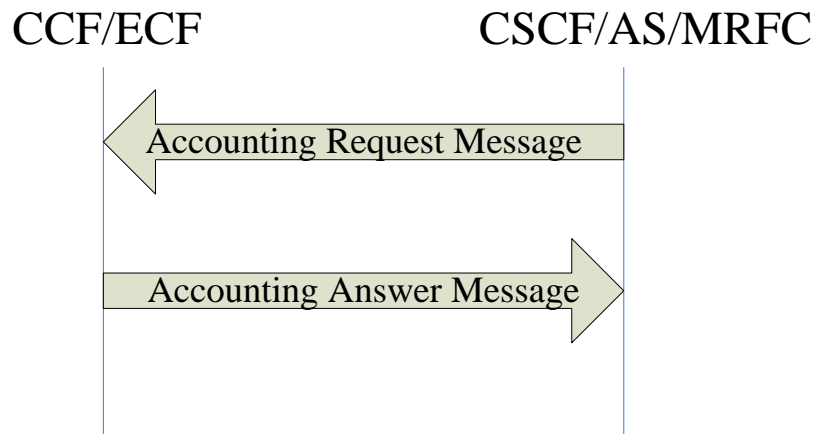 CCF/ECF CSCF/AS/MRFC
Accounting Request Message
Accounting Answer Message